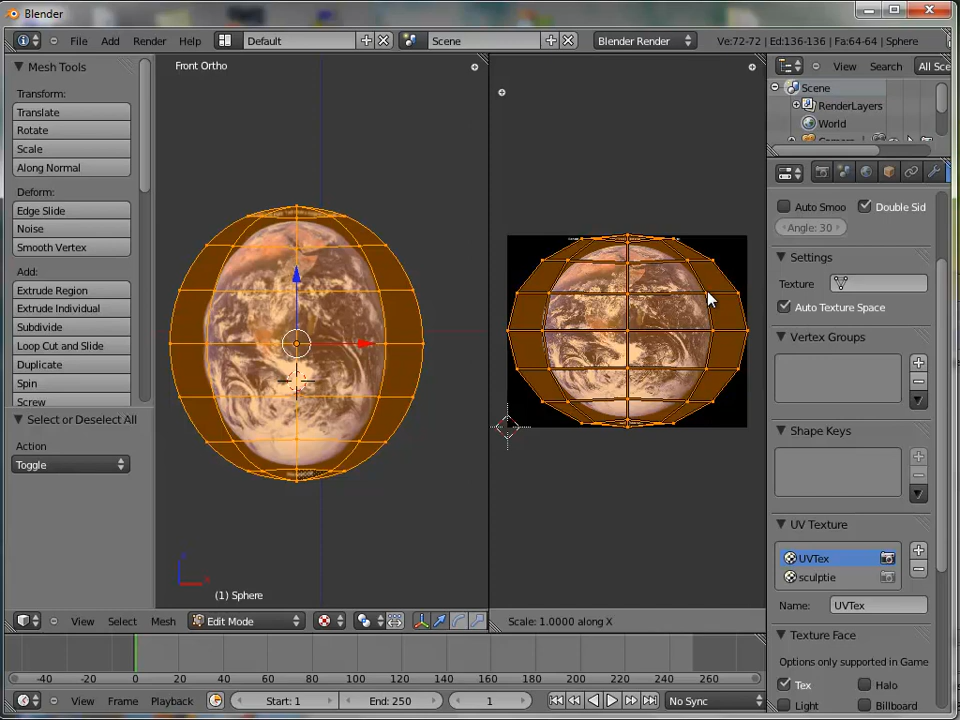 Blender
File Add Render Help Default Scene Blender Render Ve:72-72 | Ed:136-136 | Fa:64-64 | Sphere
Mesh Tools
Transform:
Translate
Rotate
Scale
Along Normal
Deform:
Edge Slide
Noise
Smooth Vertex
Add:
Extrude Region
Extrude Individual
Subdivide
Loop Cut and Slide
Duplicate
Spin
Screw
Select or Deselect All
Action
Toggle
Front Ortho
(1) Sphere
View Select Mesh Edit Mode
Scale: 1.0000 along X
View Search All Sce
Scene
RenderLayers
World
Auto Smoo Double Sid
Angle: 30
Settings
Texture:
Auto Texture Space
Vertex Groups
Shape Keys
UV Texture
UVTex
sculptie
Name: UVTex
Texture Face
Options only supported in Game
Tex Halo
Light Billboard
-40 -20 0 20 40 60 80 100 120 140 160 180 200 220 240 260
View Frame Playback Start: 1 End: 250 1 No Sync